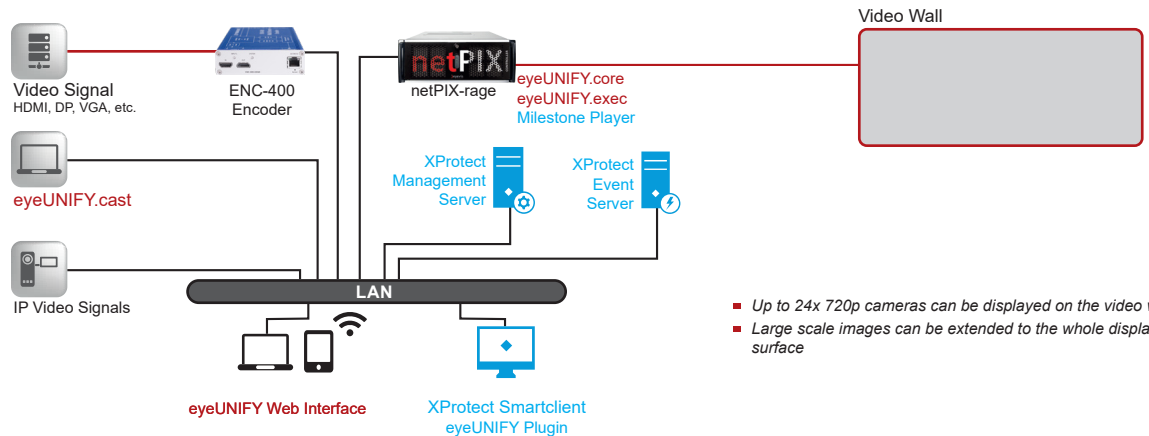 Video Wall
netPIX
Video Signal
HDMI, DP, VGA, etc.
ENC-400
Encoder
netPIX-rage
eyeUNIFY.core
eyeUNIFY.exec
Milestone Player
eyeUNIFY.cast
XProtect
Management
Server
XProtect
Event
Server
IP Video Signals
LAN
Up to 24x 720p cameras can be displayed on the video
Large scale images can be extended to the whole
surface
eyeUNIFY Web Interface
XProtect Smartclient
eyeUNIFY Plugin